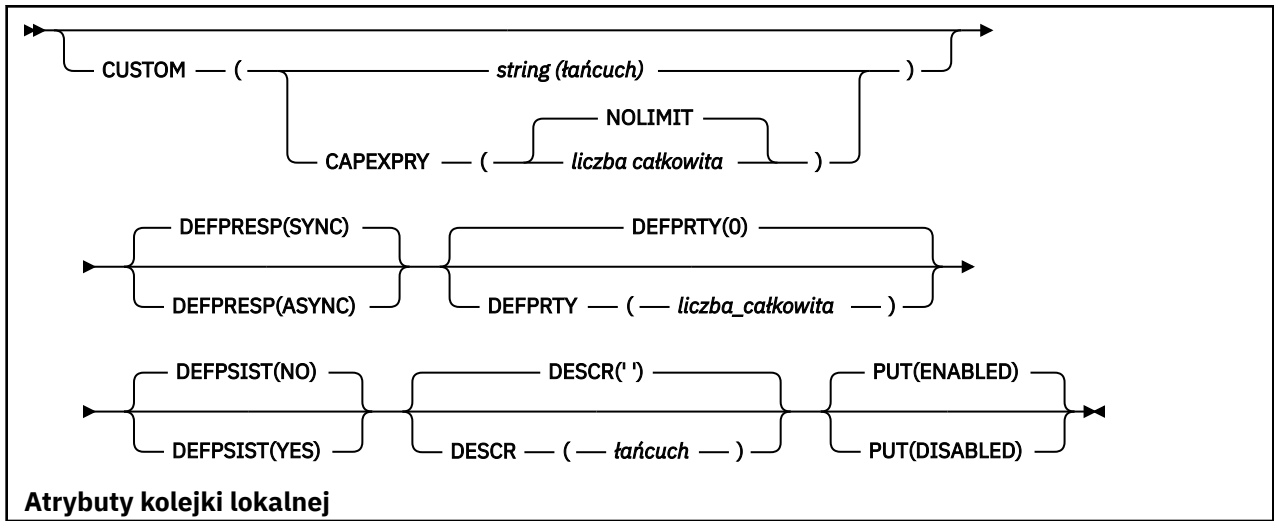 CUSTOM ( string (łańcuch) )
NOLIMIT
CAPEXPRY ( liczba całkowita )
DEFPRESP(SYNC) DEFPRTY(0)
DEFPRESP(ASYNC) DEFPRTY ( liczba_całkowita )
DEFPSIST(NO) DESCR(' ') PUT(ENABLED)
DEFPSIST(YES) DESCR ( łańcuch ) PUT(DISABLED)
Atrybuty kolejki lokalnej